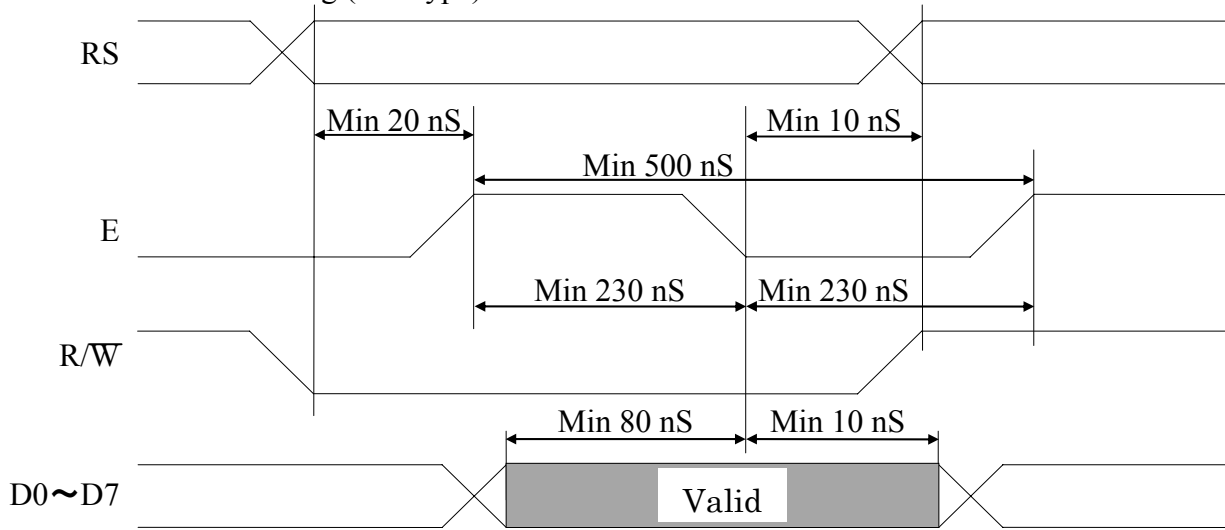 RS
Min 20 nS
Min 10 nS
Min 500 nS
E
Min 230 nS
Min 230 nS
R/W̅
Min 80 nS
Min 10 nS
D0～D7
Valid